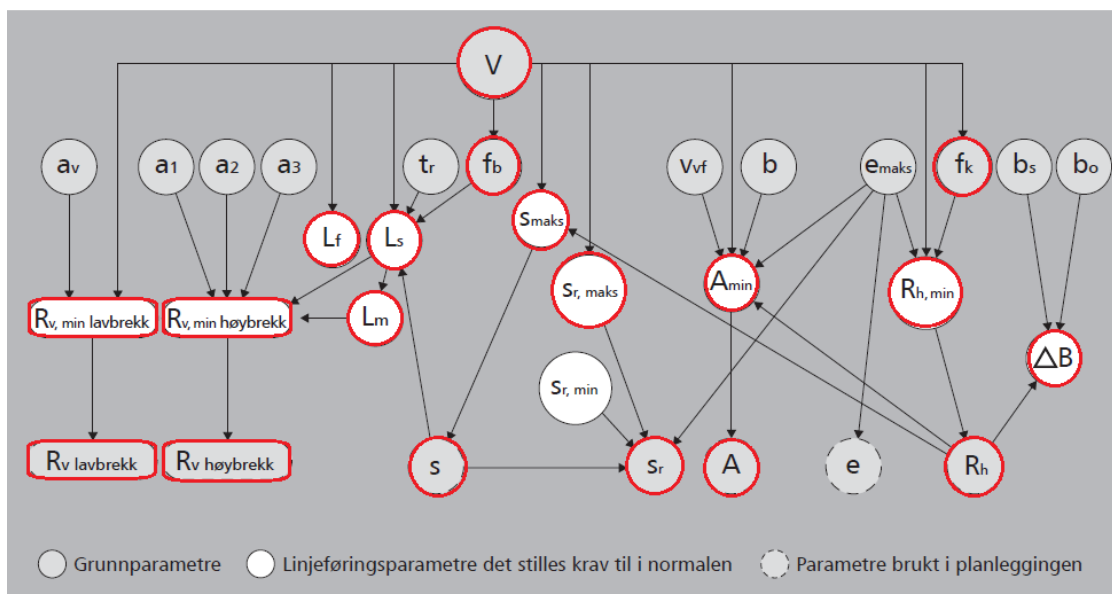 V
av
a1
a2
a3
tr
fb
vvf
b
emaks
fk
bs
bo
Lf
Ls
smaks
sr, maks
Amin
Rh, min
Rv, min lavbrekk
Rv, min høybrekk
Lm
△B
sr, min
Rv lavbrekk
Rv høybrekk
s
sr
A
e
Rh
Grunnparametre
Linjeføringsparametre det stilles krav til i normalen
Parametre brukt i planleggingen